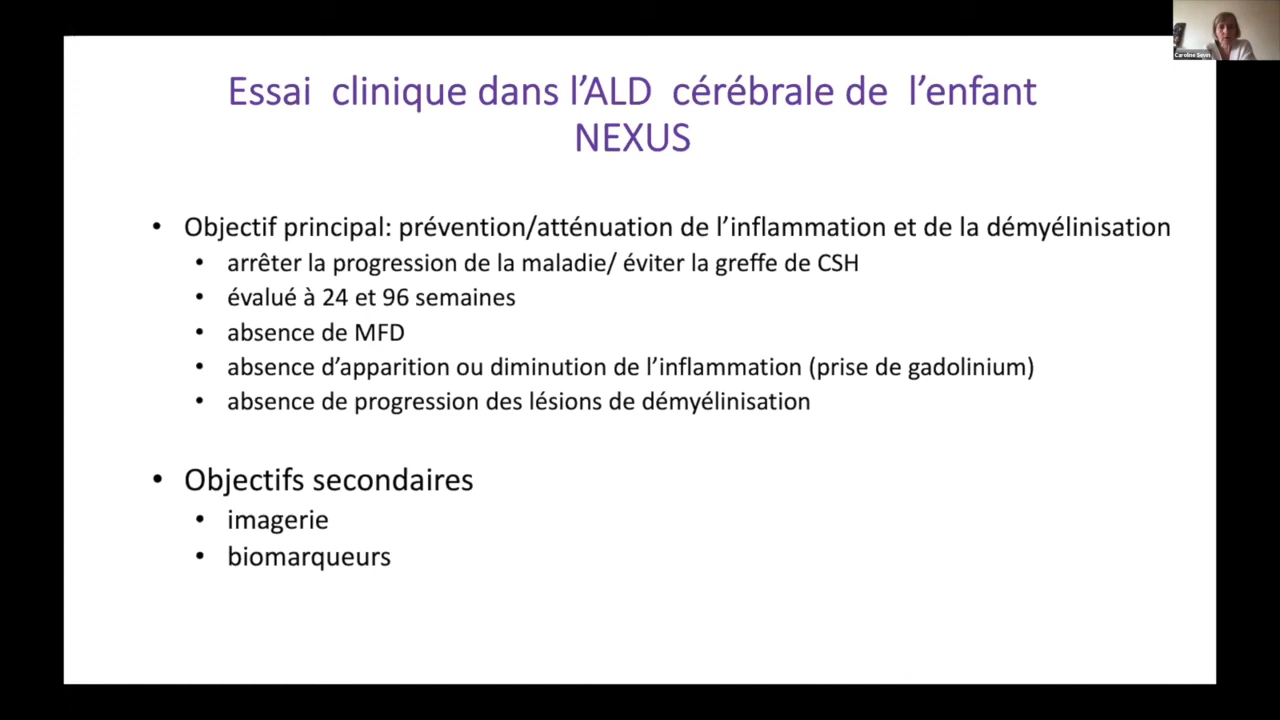 Essai clinique dans l'ALD cérébrale de l'enfant
NEXUS
• Objectif principal: prévention/atténuation de l'inflammation et de la démyélinisation
• arrêter la progression de la maladie/ éviter la greffe de CSH
• évalué à 24 et 96 semaines
• absence de MFD
• absence d'apparition ou diminution de l'inflammation (prise de gadolinium)
• absence de progression des lésions de démyélinisation
• Objectifs secondaires
• imagerie
• biomarqueurs
Caroline Sevin